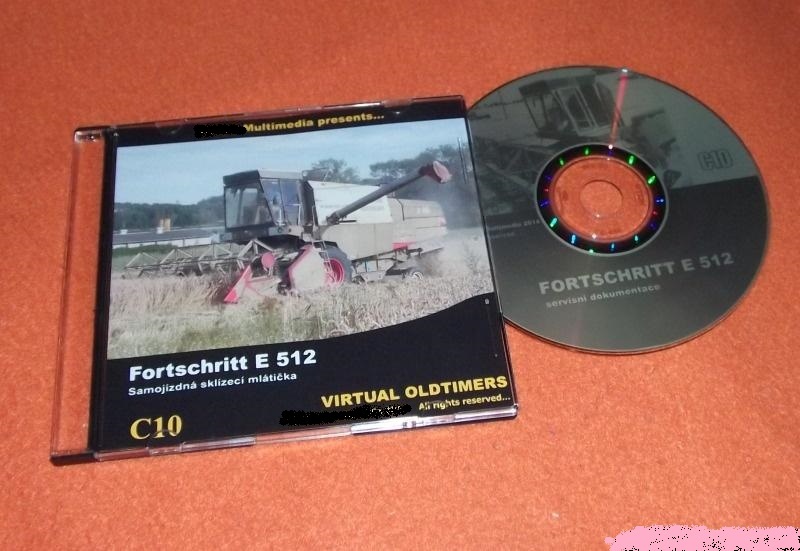 Multimedia presents...
Fortschritt E 512
Samojízdná sklízecí mlátička
VIRTUAL OLDTIMERS
All rights reserved...
C10
C10
FORTSCHRITT E 512
servisní dokumentace